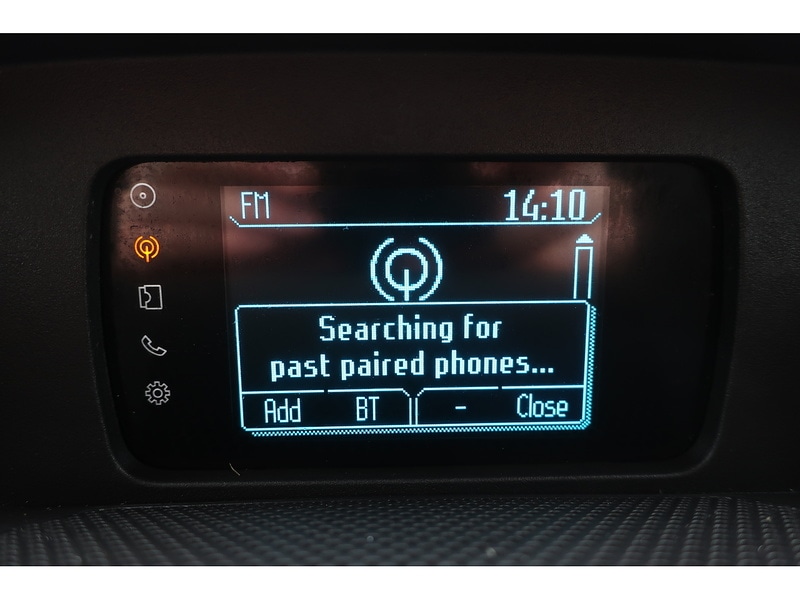 FM 14:10
Searching for
past paired phones...
Add BT - Close